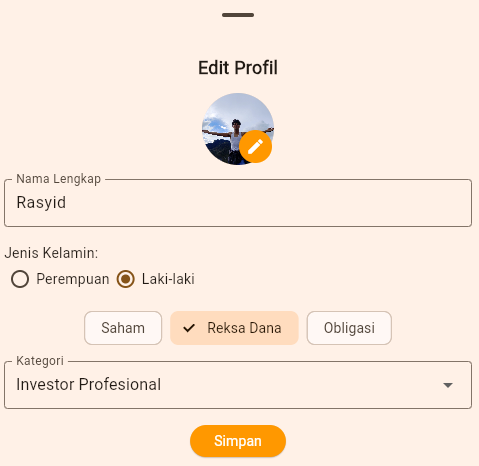 Edit Profil
Nama Lengkap
Rasyid
Jenis Kelamin:
Perempuan Laki-laki
Saham Reksa Dana Obligasi
Kategori
Investor Profesional
Simpan